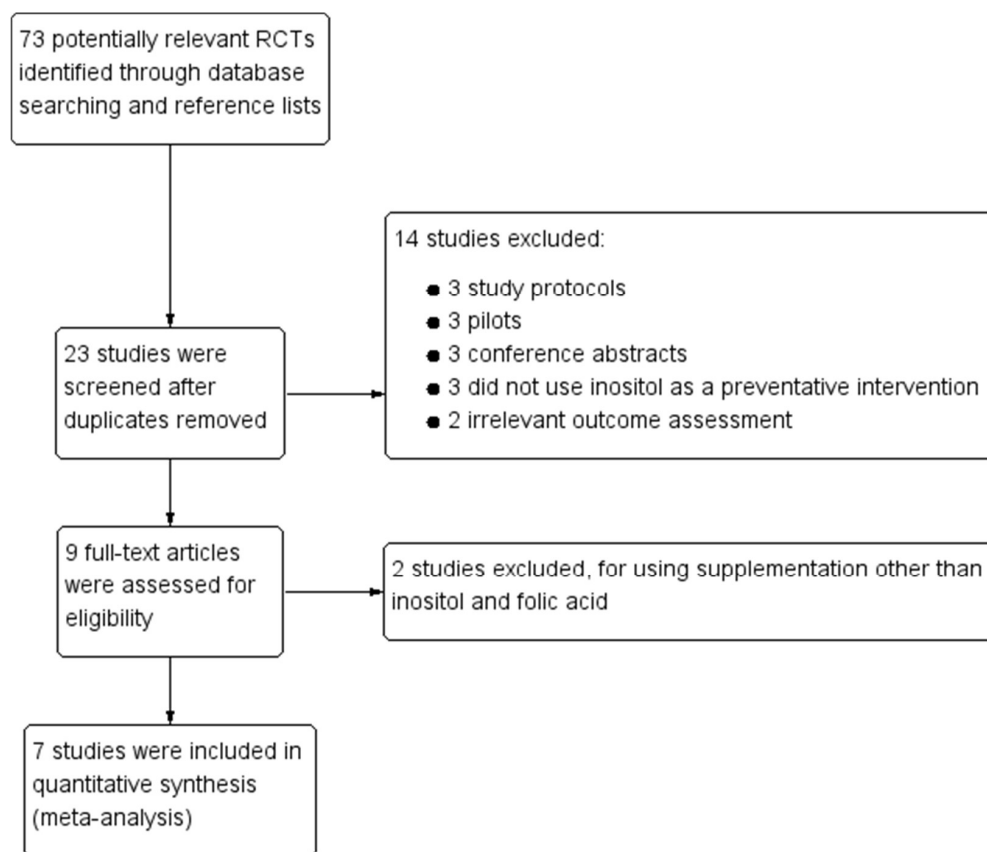 73 potentially relevant RCTs
identified through database
searching and reference lists
14 studies excluded:
● 3 study protocols
● 3 pilots
● 3 conference abstracts
● 3 did not use inositol as a preventative intervention
● 2 irrelevant outcome assessment
23 studies were
screened after
duplicates removed
9 full-text articles
were assessed for
eligibility
2 studies excluded, for using supplementation other than
inositol and folic acid
7 studies were included in
quantitative synthesis
(meta-analysis)